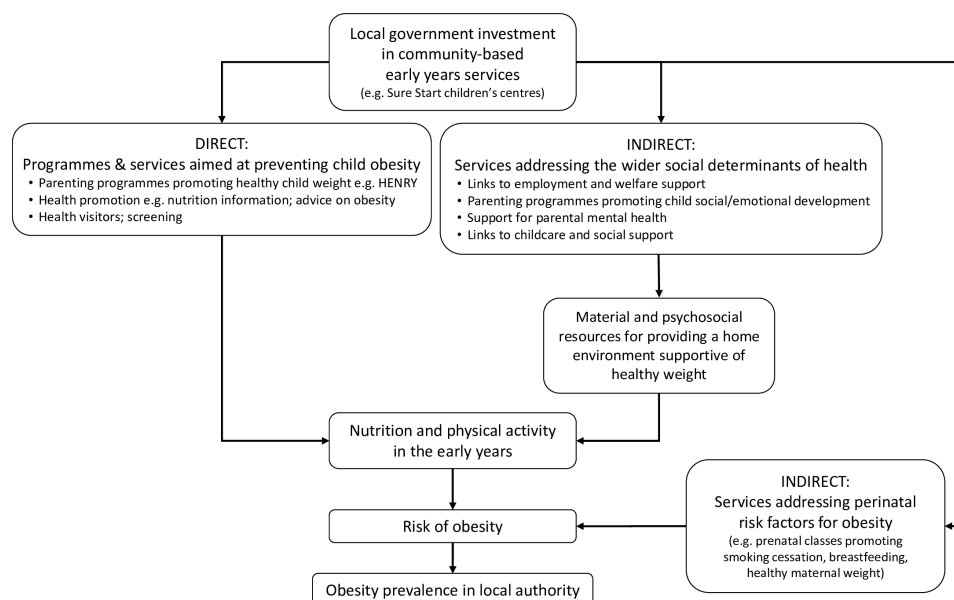 Local government investment
in community-based
early years services
(e.g. Sure Start children's centres)
DIRECT:
Programmes & services aimed at preventing child obesity
• Parenting programmes promoting healthy child weight e.g. HENRY
• Health promotion e.g. nutrition information; advice on obesity
• Health visitors; screening
INDIRECT:
Services addressing the wider social determinants of health
• Links to employment and welfare support
• Parenting programmes promoting child social/emotional development
• Support for parental mental health
• Links to childcare and social support
Material and psychosocial
resources for providing a home
environment supportive of
healthy weight
Nutrition and physical activity
in the early years
INDIRECT:
Services addressing perinatal
risk factors for obesity
(e.g. prenatal classes promoting
smoking cessation, breastfeeding,
healthy maternal weight)
Risk of obesity
Obesity prevalence in local authority